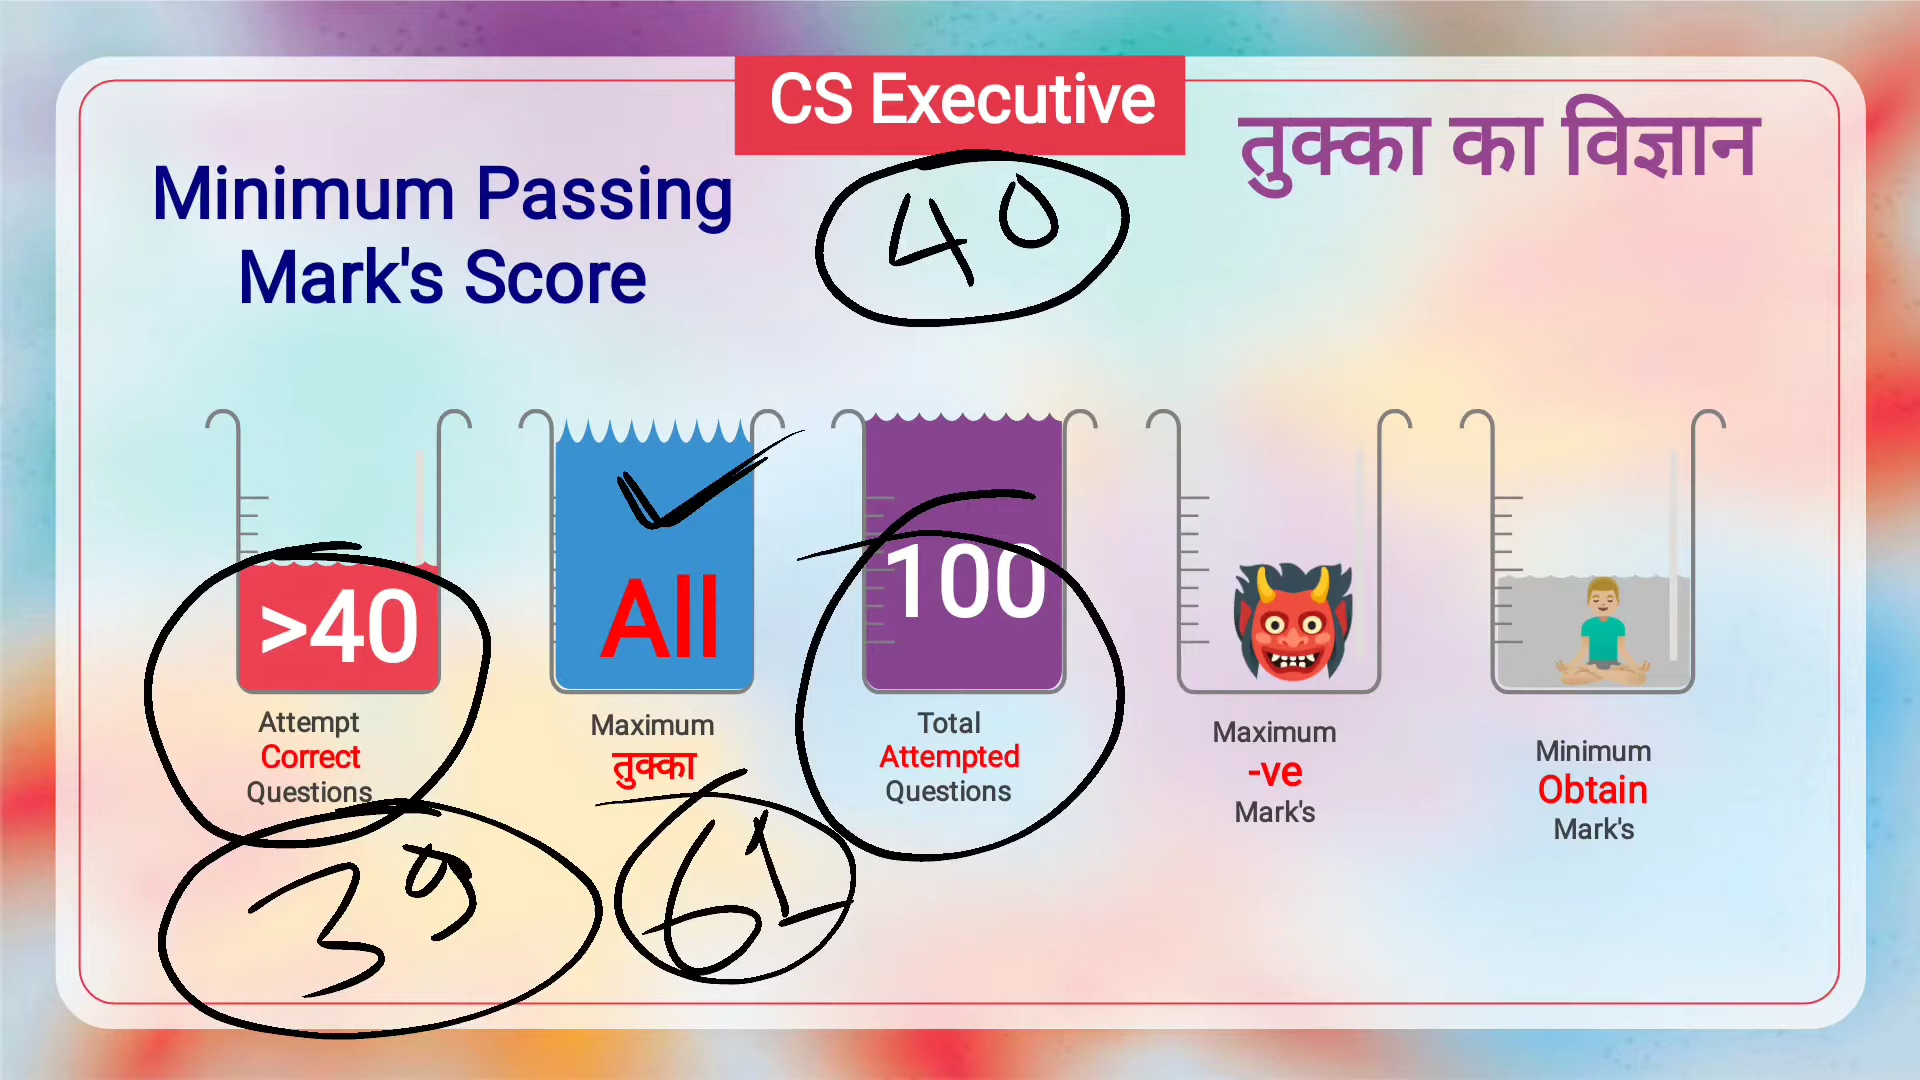 CS Executive
तुक्का का विज्ञान
Minimum Passing
Mark's Score
40
>40
All
100
Attempt
Correct
Questions
Maximum
तुक्का
Total
Attempted
Questions
Maximum
-ve
Mark's
Minimum
Obtain
Mark's
39
61